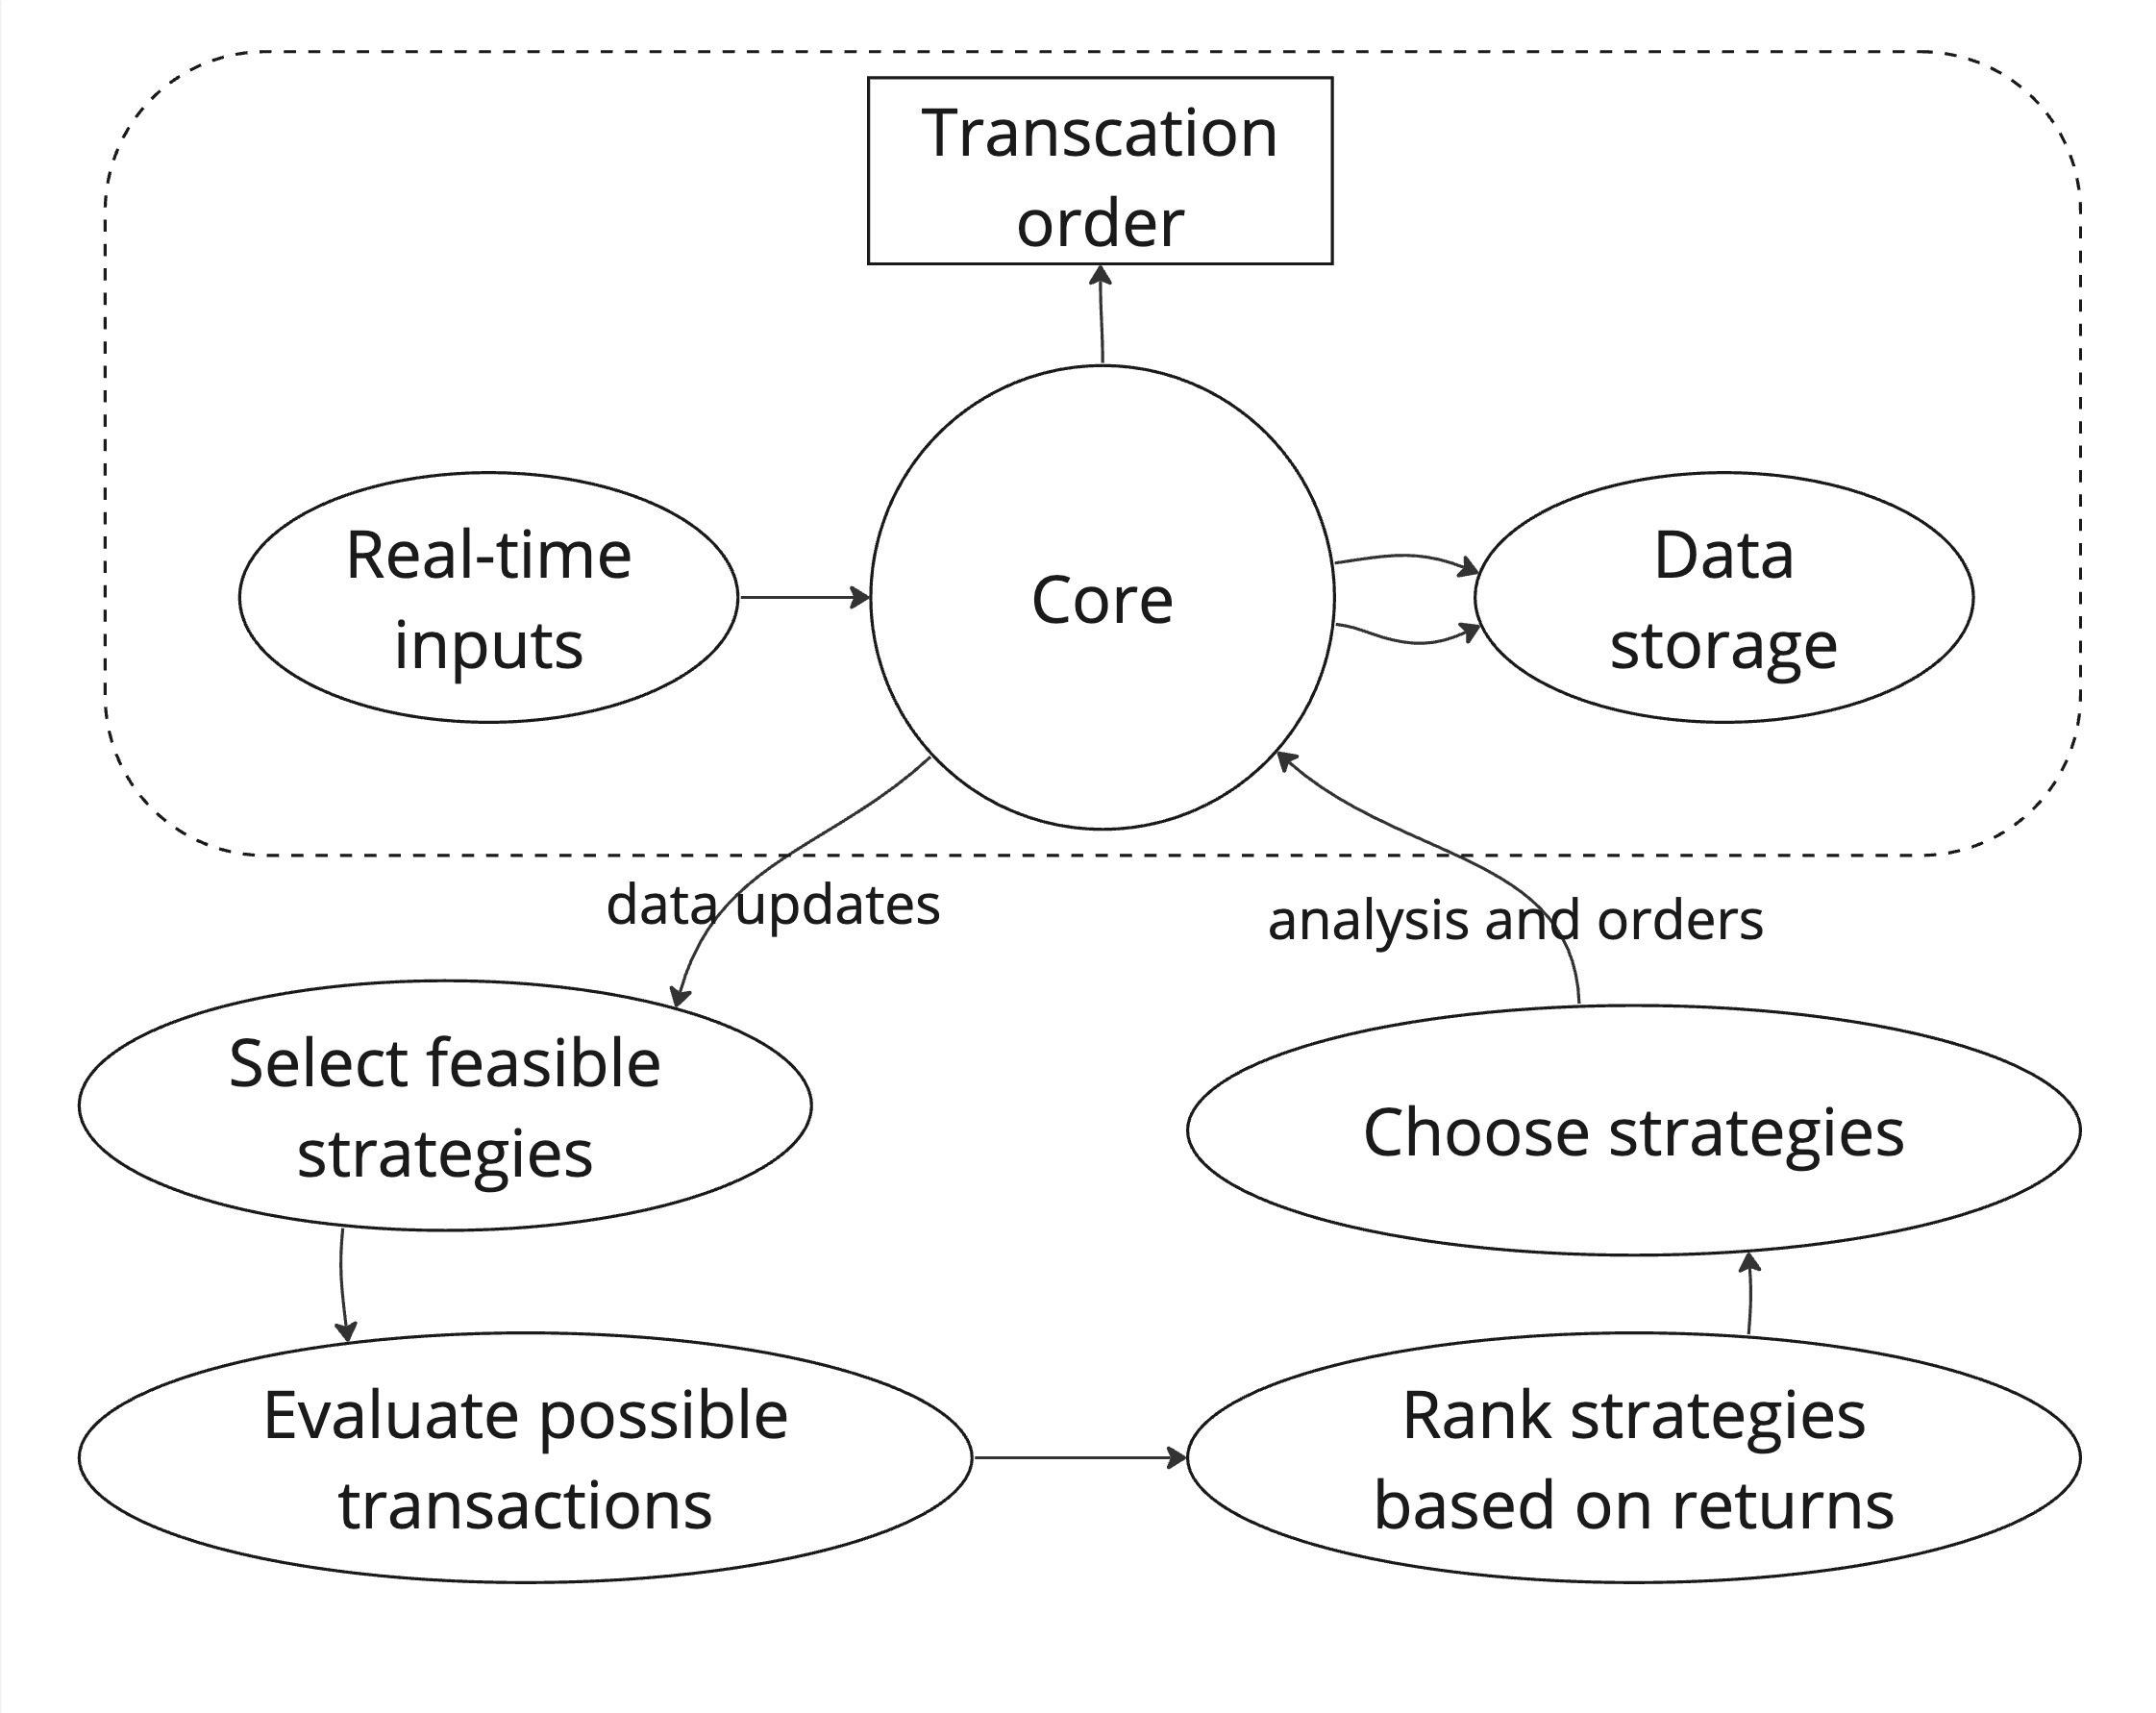 Transcation
order
Real-time
inputs
Core
Data
storage
data updates
analysis and orders
Select feasible
strategies
Choose strategies
Evaluate possible
transactions
Rank strategies
based on returns